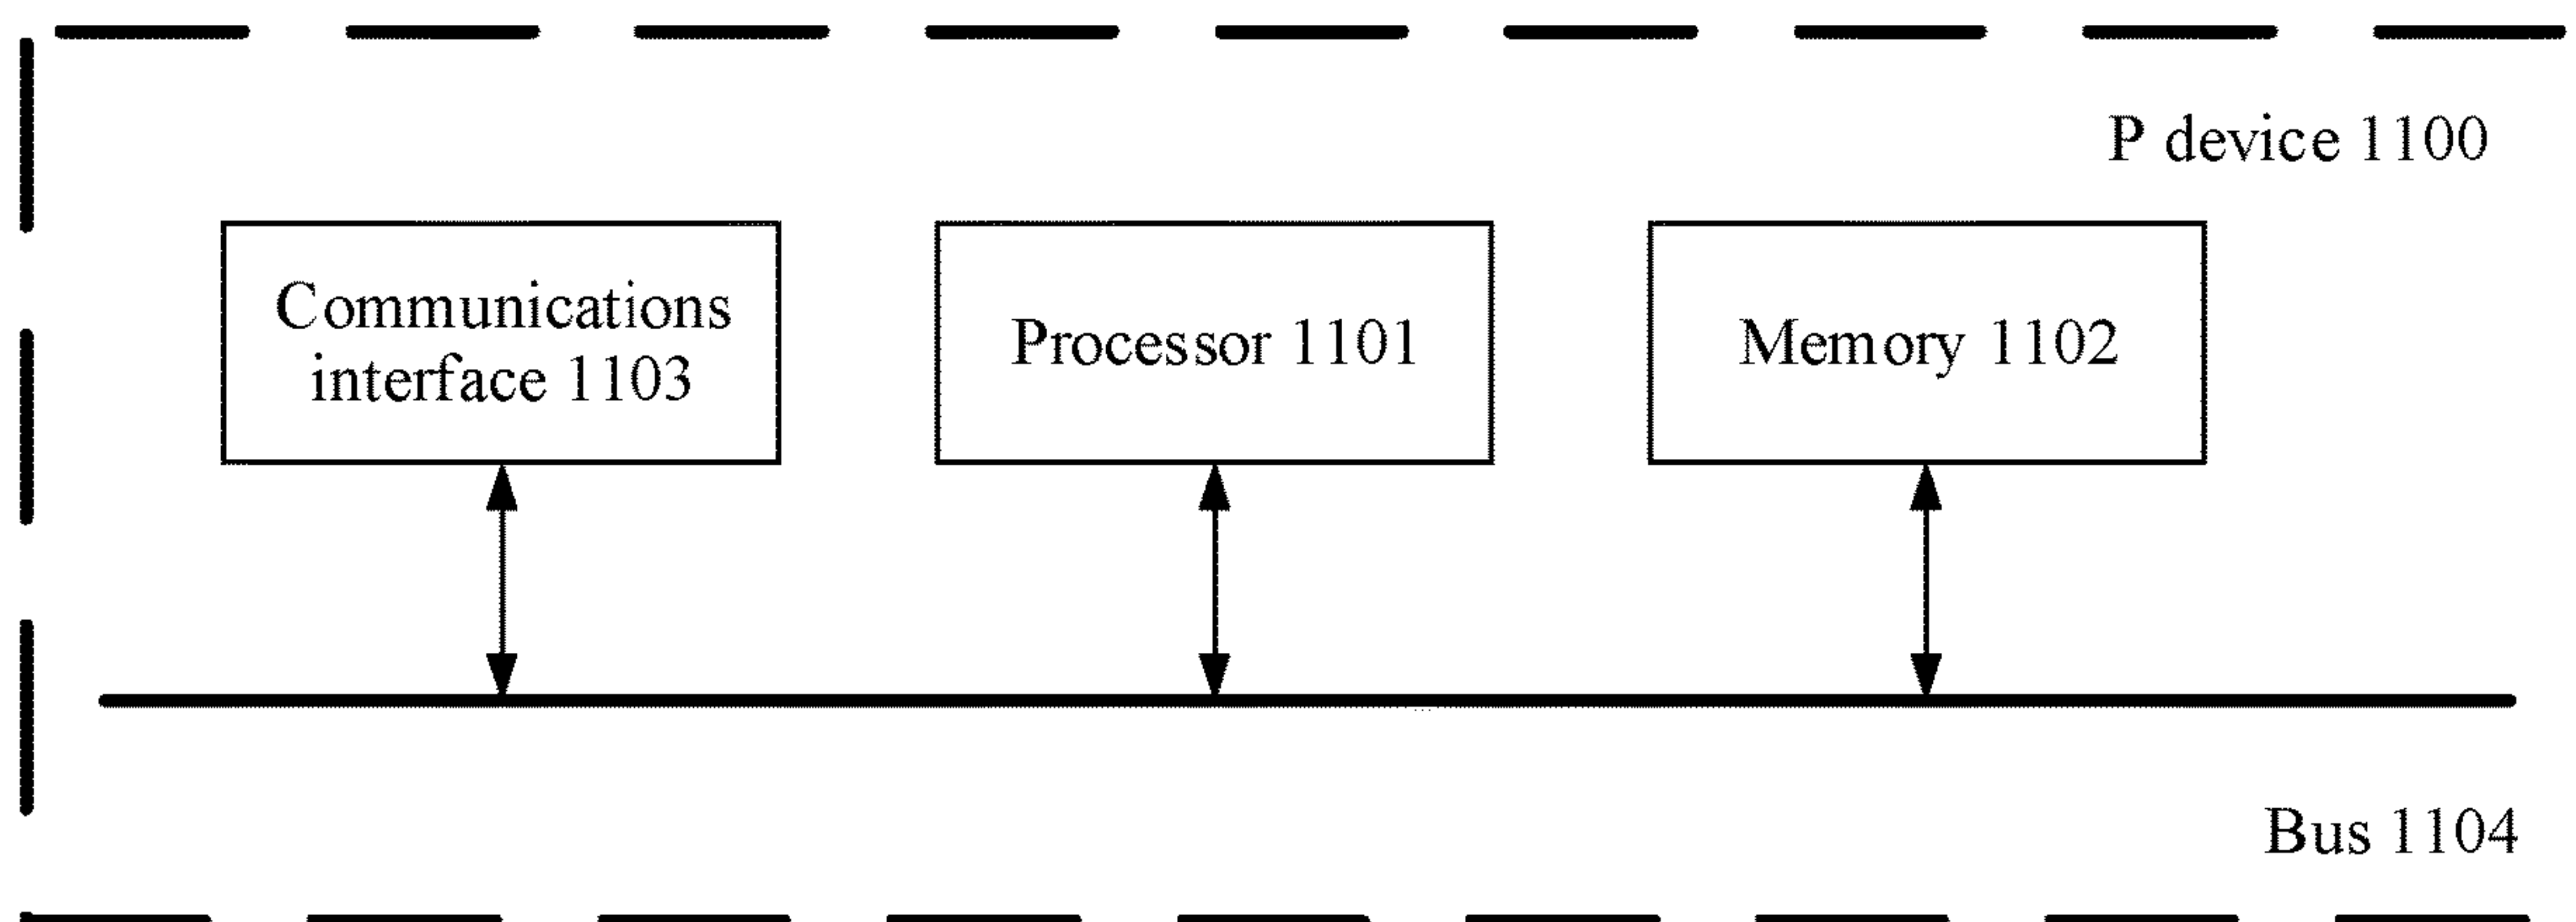 P device 1100
Communications
interface 1103
Processor 1101
Memory 1102
Bus 1104